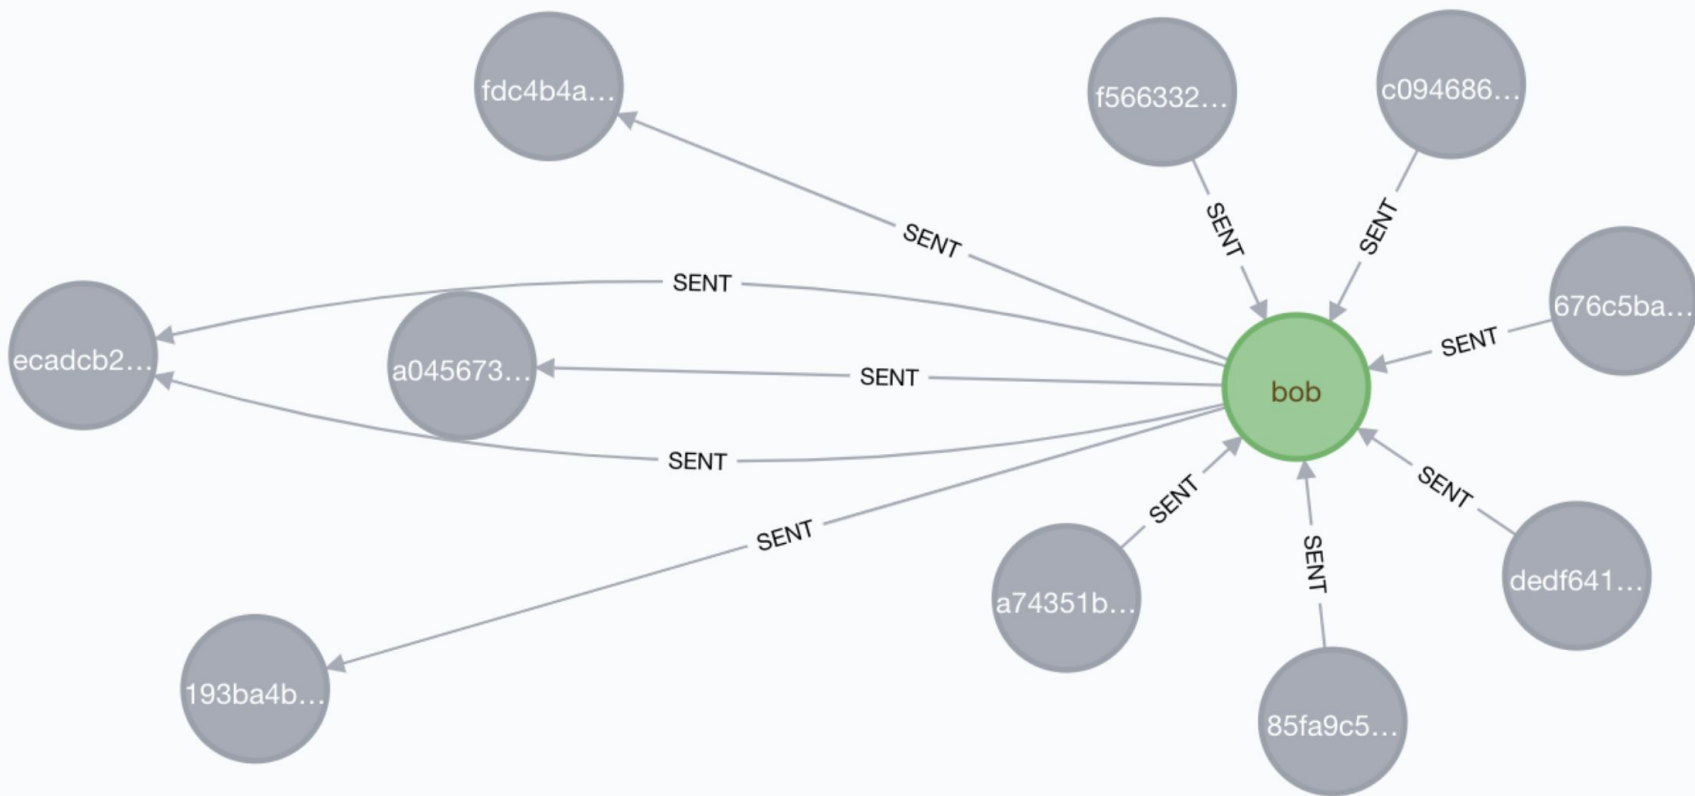 fdc4b4a…
f566332…
c094686…
SENT
SENT
SENT
SENT
676c5ba…
SENT
ecadcb2…
a045673…
SENT
bob
SENT
SENT
SENT
SENT
SENT
SENT
a74351b…
dedf641…
193ba4b…
85fa9c5…